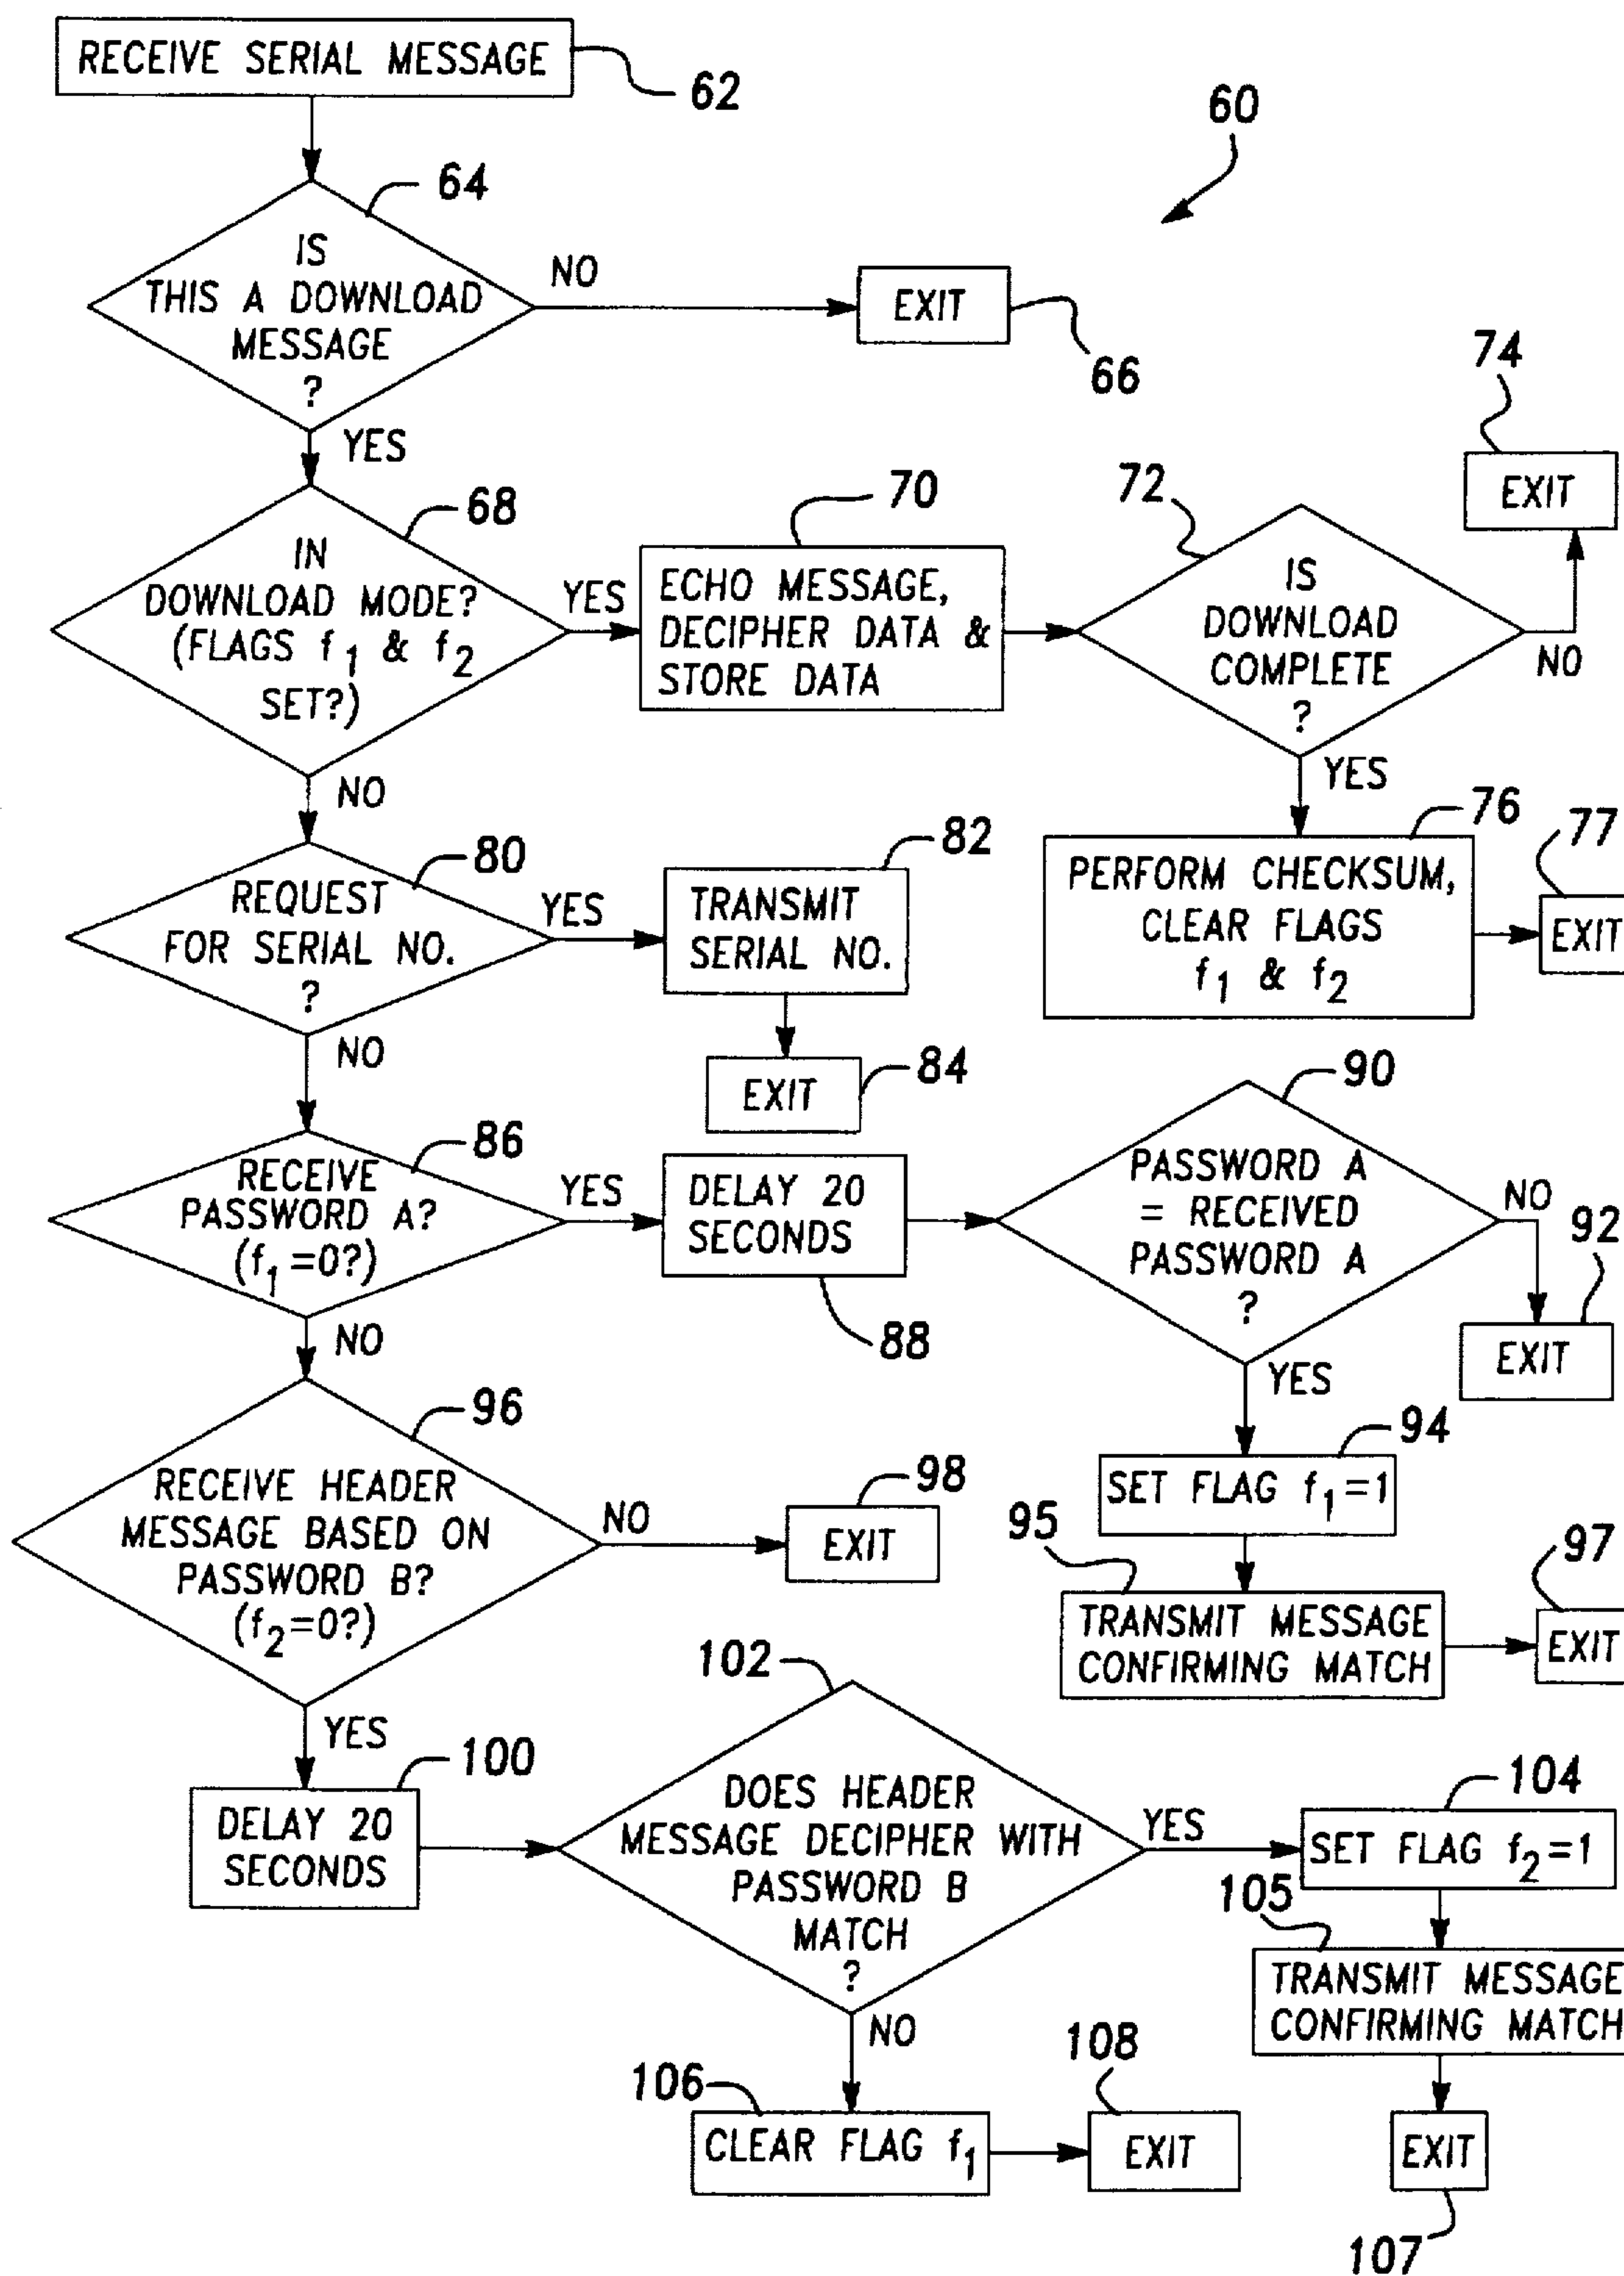 RECEIVE SERIAL MESSAGE
62
60
64
IS
THIS A DOWNLOAD
MESSAGE
?
NO
EXIT
66
YES
68
IN
DOWNLOAD MODE?
(FLAGS f1 & f2
SET?)
YES
70
ECHO MESSAGE,
DECIPHER DATA &
STORE DATA
72
IS
DOWNLOAD
COMPLETE
?
NO
74
EXIT
YES
76
PERFORM CHECKSUM,
CLEAR FLAGS
f1 & f2
77
EXIT
NO
80
REQUEST
FOR SERIAL NO.
?
YES
82
TRANSMIT
SERIAL NO.
EXIT
84
NO
86
RECEIVE
PASSWORD A?
(f1=0?)
YES
DELAY 20
SECONDS
88
90
PASSWORD A
= RECEIVED
PASSWORD A
?
NO
92
EXIT
YES
94
SET FLAG f1=1
95
TRANSMIT MESSAGE
CONFIRMING MATCH
97
EXIT
NO
96
RECEIVE HEADER
MESSAGE BASED ON
PASSWORD B?
(f2=0?)
NO
98
EXIT
YES
100
DELAY 20
SECONDS
102
DOES HEADER
MESSAGE DECIPHER WITH
PASSWORD B
MATCH
?
YES
104
SET FLAG f2=1
105
TRANSMIT MESSAGE
CONFIRMING MATCH
EXIT
107
NO
106
CLEAR FLAG f1
108
EXIT